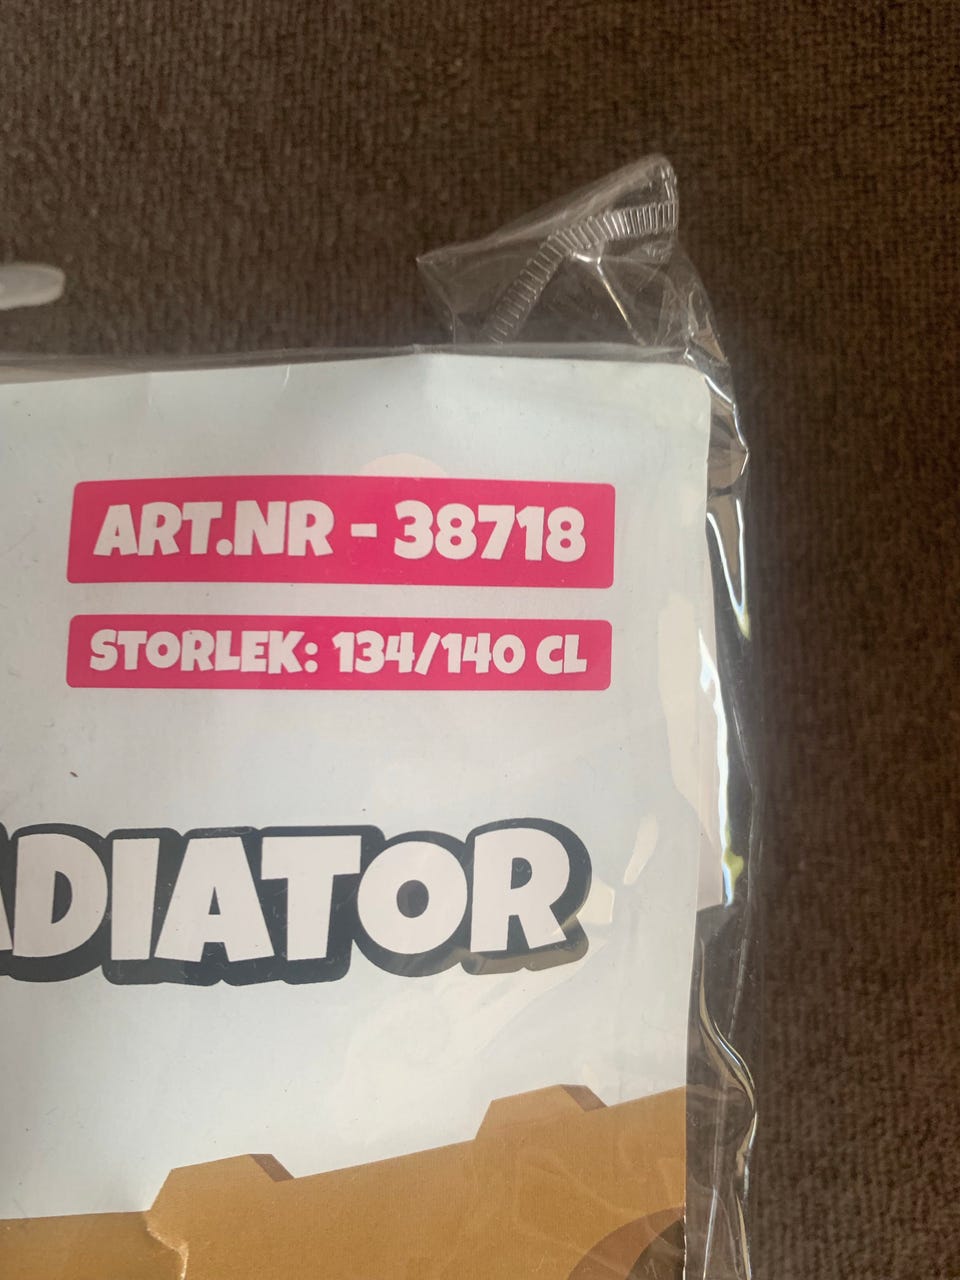 ART.NR - 38718
STORLEK: 134/140 CL
ADIATOR